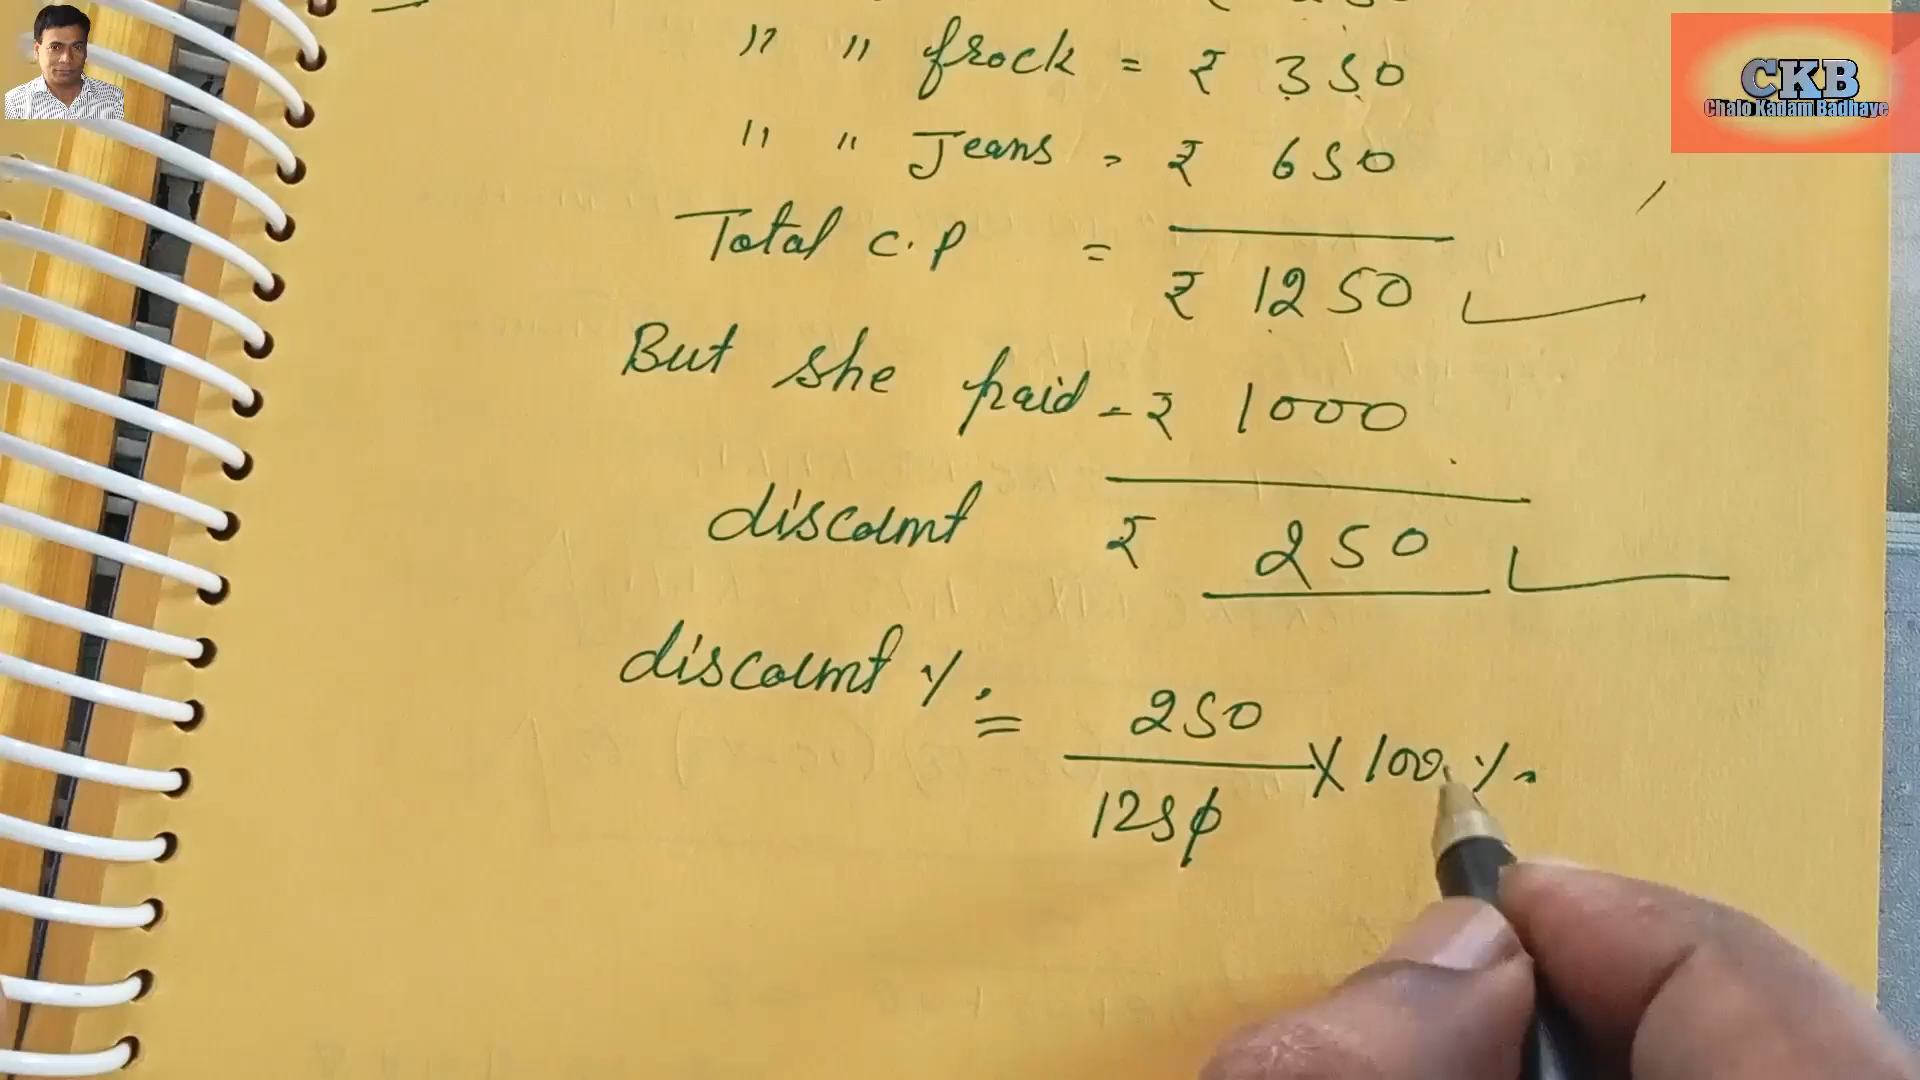 CKB
Chalo Kadam Badhaye
" " frock = ₹ 350
" " Jeans = ₹ 650
Total C.P = ₹ 1250
But she paid = ₹ 1000
discount ₹ 250
discount % = 250 / 1250 × 100 %